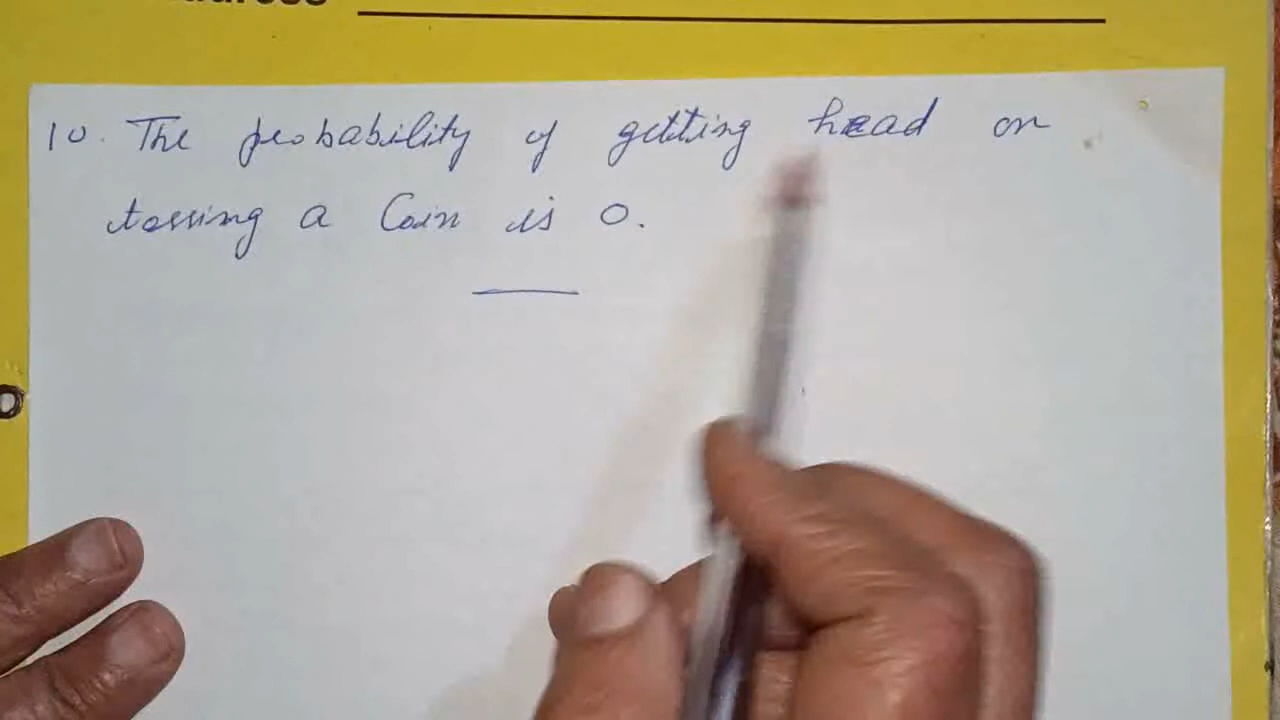 10. The probability of getting head on
tossing a Coin is 0.